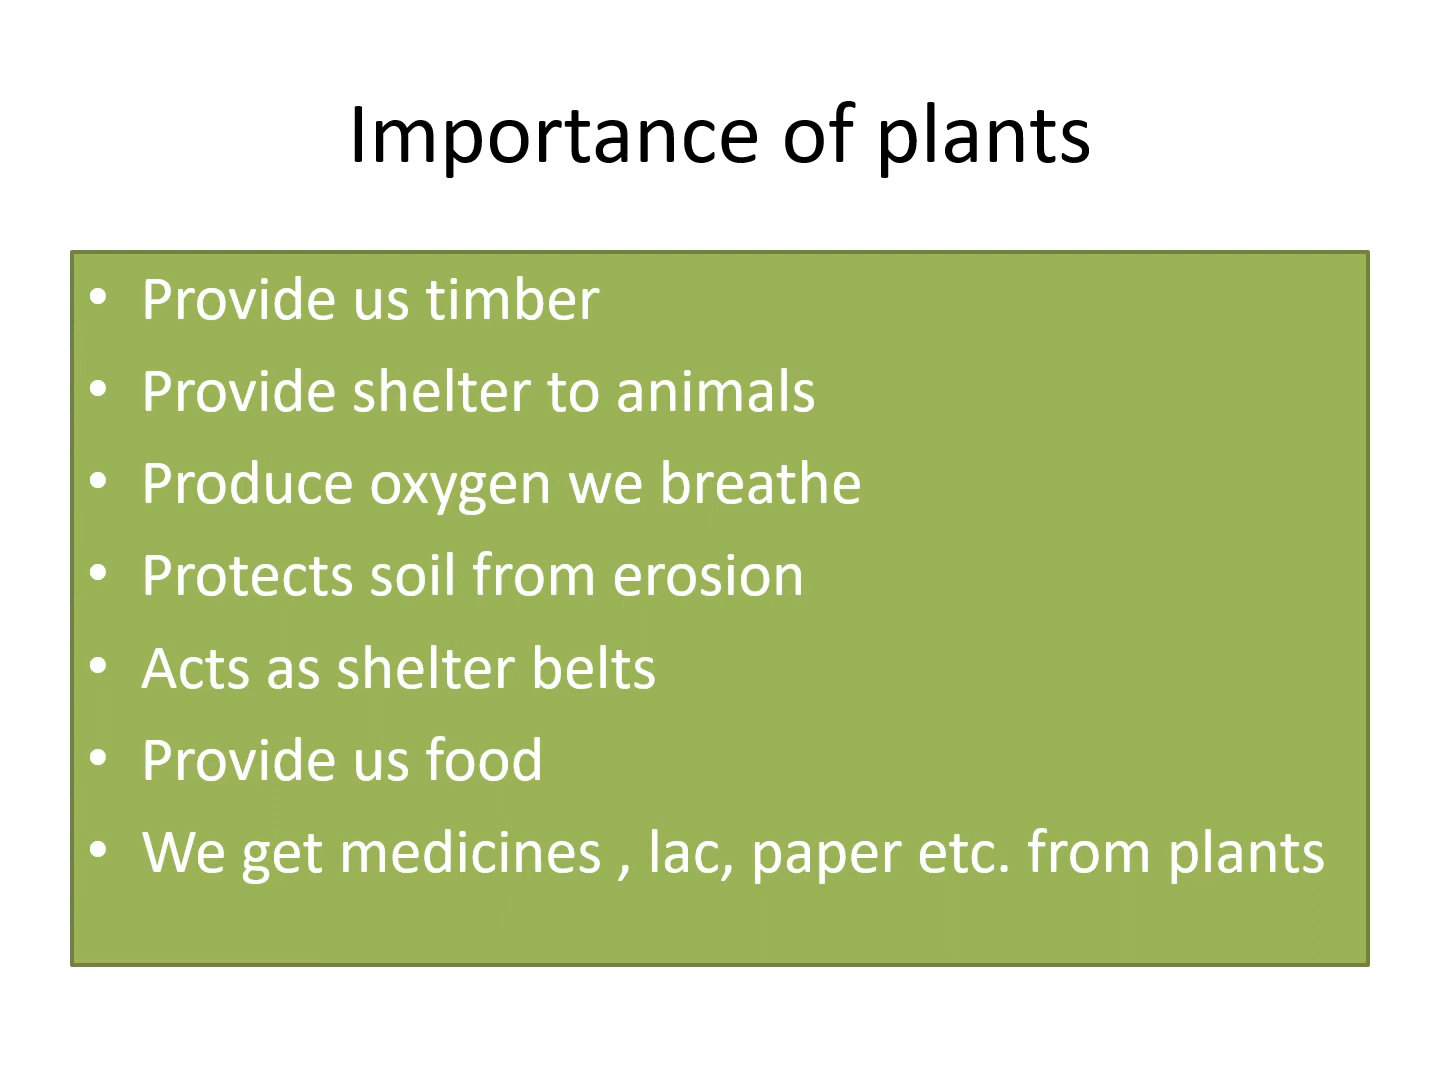 Importance of plants
• Provide us timber
• Provide shelter to animals
• Produce oxygen we breathe
• Protects soil from erosion
• Acts as shelter belts
• Provide us food
• We get medicines , lac, paper etc. from plants